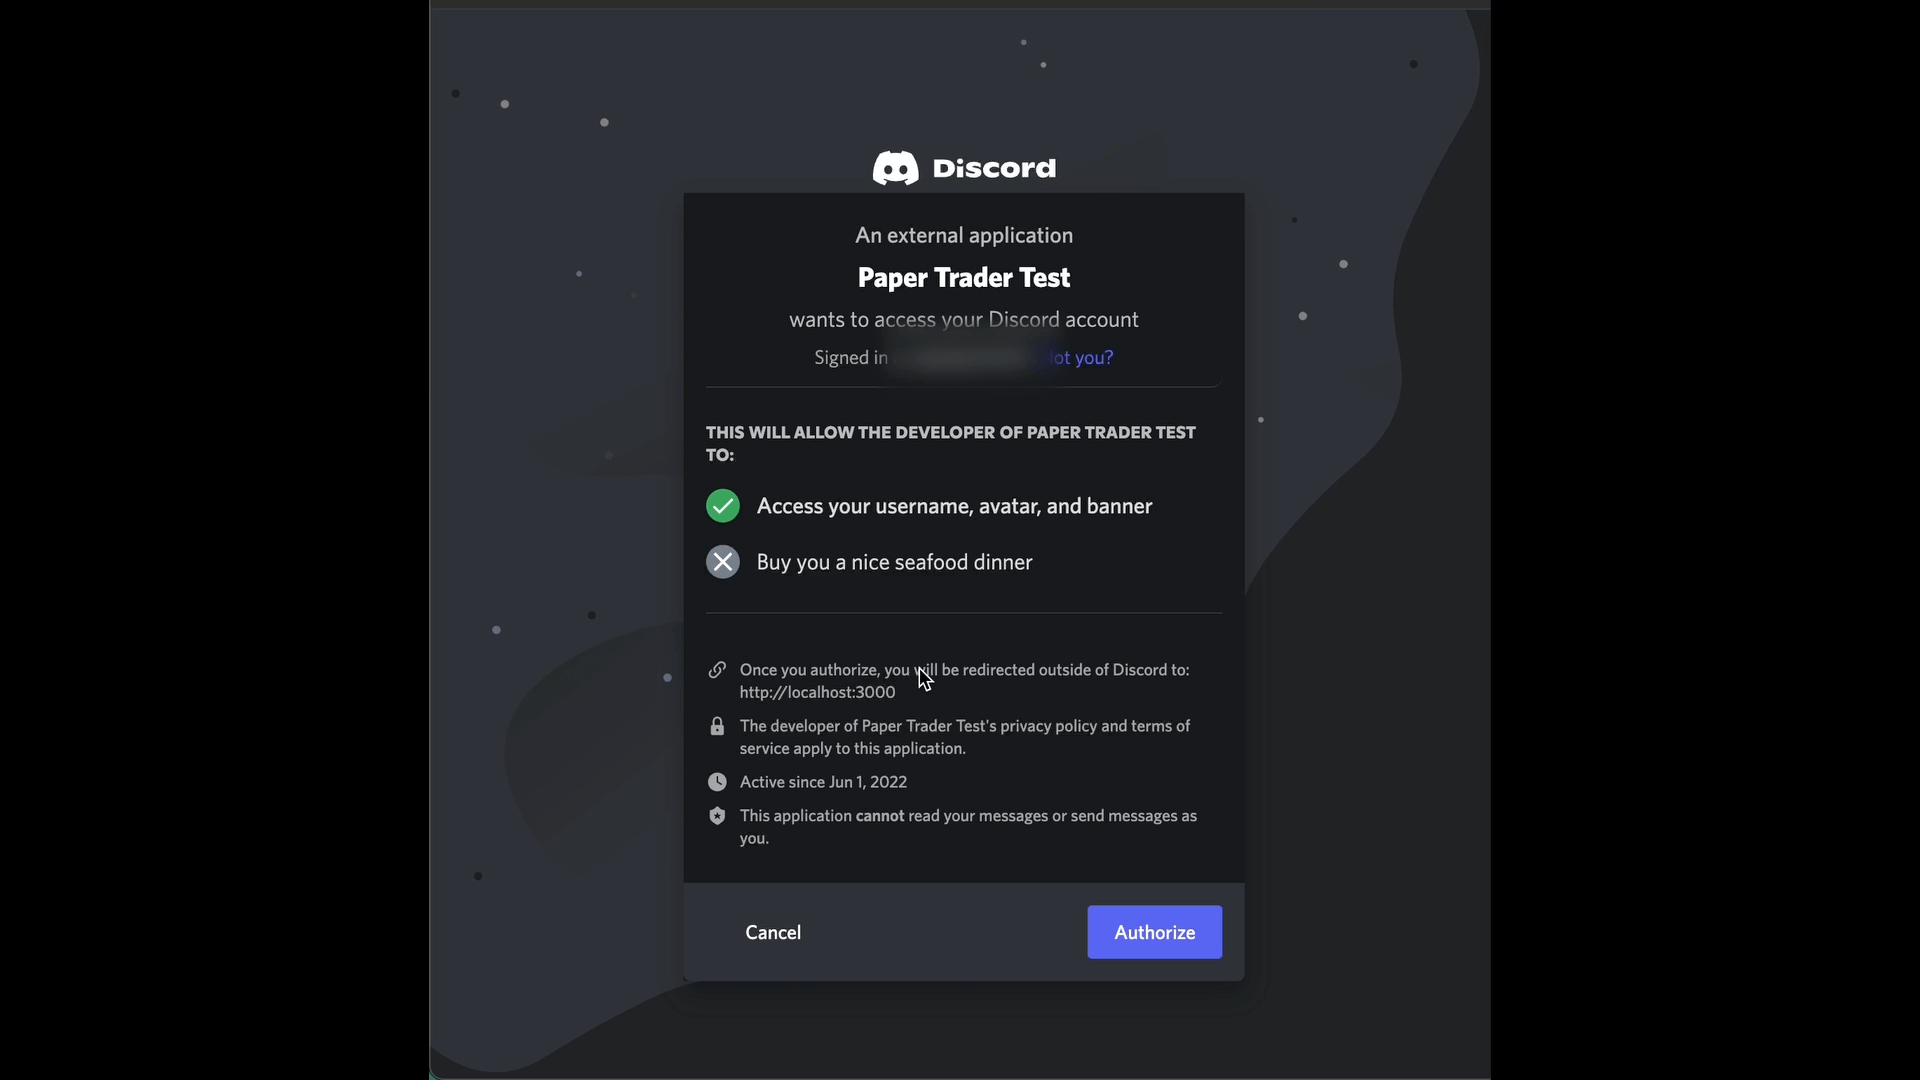 Discord
An external application
Paper Trader Test
wants to access your Discord account
Signed in ot you?
THIS WILL ALLOW THE DEVELOPER OF PAPER TRADER TEST
TO:
Access your username, avatar, and banner
Buy you a nice seafood dinner
Once you authorize, you will be redirected outside of Discord to:
http://localhost:3000
The developer of Paper Trader Test's privacy policy and terms of
service apply to this application.
Active since Jun 1, 2022
This application cannot read your messages or send messages as
you.
Cancel Authorize